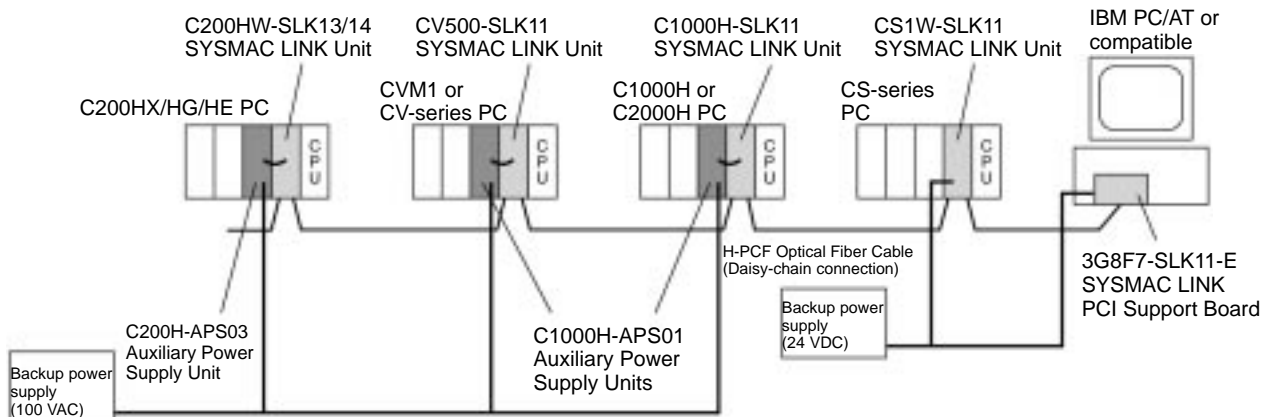 C200HW-SLK13/14
SYSMAC LINK Unit
CV500-SLK11
SYSMAC LINK Unit
C1000H-SLK11
SYSMAC LINK Unit
CS1W-SLK11
SYSMAC LINK Unit
IBM PC/AT or
compatible
C200HX/HG/HE PC
CVM1 or
CV-series PC
C1000H or
C2000H PC
CS-series
PC
C
P
U
C
P
U
C
P
U
C
P
U
H-PCF Optical Fiber Cable
(Daisy-chain connection)
3G8F7-SLK11-E
SYSMAC LINK
PCI Support Board
Backup power
supply
(24 VDC)
C200H-APS03
Auxiliary Power
Supply Unit
C1000H-APS01
Auxiliary Power
Supply Units
Backup power
supply
(100 VAC)